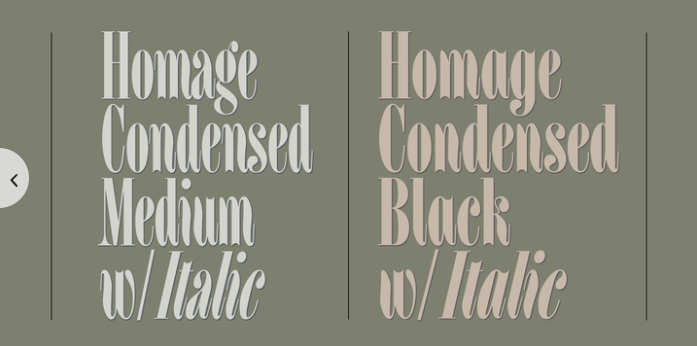 Homage
Condensed
Medium
w/Italic
Homage
Condensed
Black
w/Italic